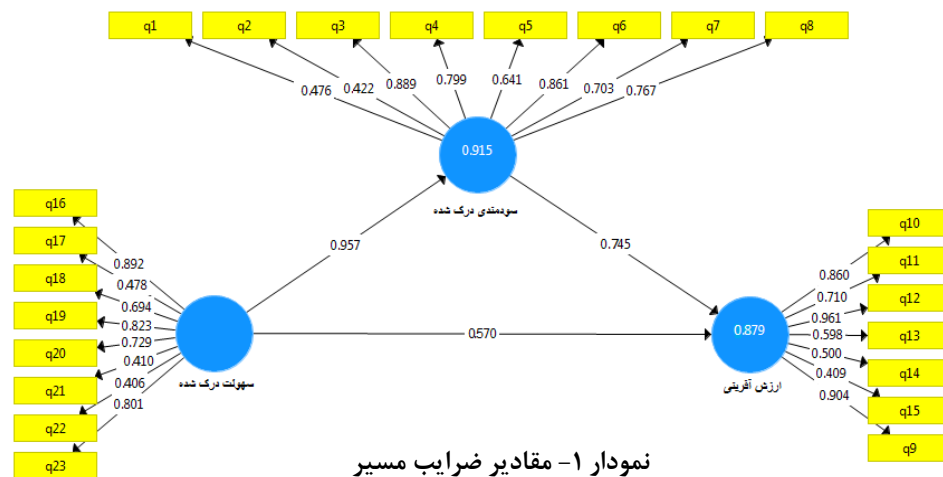 q1 q2 q3 q4 q5 q6 q7 q8
0.476 0.422 0.889 0.799 0.641 0.861 0.703 0.767
0.915
سودمندی درک شده
0.957
0.745
q16
q17
q18
q19
q20
q21
q22
q23
0.892
0.478
0.694
0.823
0.729
0.410
0.406
0.801
سهولت درک شده
0.570
0.879
ارزش آفرینی
0.860
0.710
0.961
0.598
0.500
0.409
0.904
q10
q11
q12
q13
q14
q15
q9
نمودار ۱- مقادیر ضرایب مسیر